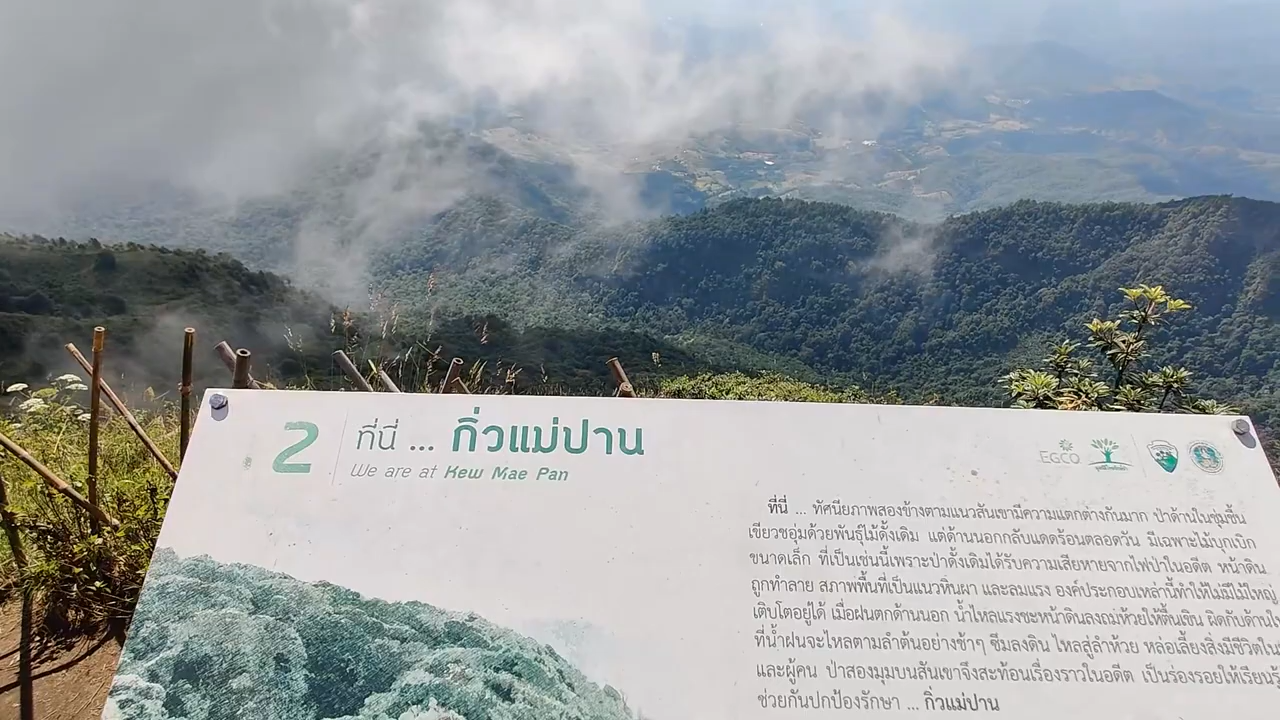 2
ที่นี่ ... กิ่วแม่ปาน
We are at Kew Mae Pan
EGCO
ที่นี่ ... ทัศนียภาพสองข้างตามแนวสันเขามีความแตกต่างกันมาก ป่าด้านในชุ่มชื้น
เขียวชอุ่มด้วยพันธุ์ไม้ดั้งเดิม แต่ด้านนอกกลับแดดร้อนตลอดวัน มีเฉพาะไม้บุกเบิก
ขนาดเล็ก ที่เป็นเช่นนี้เพราะป่าดั้งเดิมได้รับความเสียหายจากไฟป่าในอดีต หน้าดิน
ถูกทำลาย สภาพพื้นที่เป็นแนวหินผา และลมแรง องค์ประกอบเหล่านี้ทำให้ไม่มีไม้ใหญ่
เติบโตอยู่ได้ เมื่อฝนตกด้านนอก น้ำไหลแรงชะหน้าดินลงถมห้วยให้ตื้นเขิน ผิดกับด้านใ
ที่น้ำฝนจะไหลตามลำต้นอย่างช้าๆ ซึมลงดิน ไหลสู่ลำห้วย หล่อเลี้ยงสิ่งมีชีวิตใน
และผู้คน ป่าสองมุมบนสันเขาจึงสะท้อนเรื่องราวในอดีต เป็นร่องรอยให้เรียนรู้
ช่วยกันปกป้องรักษา ... กิ่วแม่ปาน